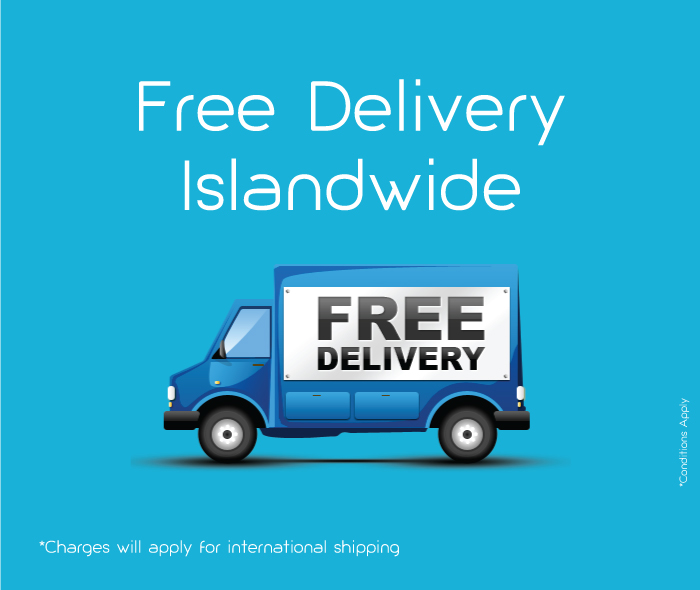 Free Delivery
Islandwide
FREE
DELIVERY
*Conditions Apply
*Charges will apply for international shipping